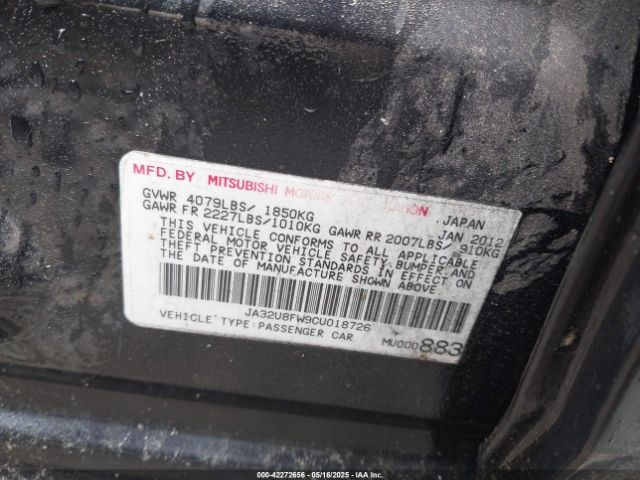 MFD. BY MITSUBISHI MOTORS
JAPAN
GVWR 4079LBS/ 1850KG JAN 2012
GAWR FR 2227LBS/1010KG GAWR RR 2007LBS/ 910KG
THIS VEHICLE CONFORMS TO ALL APPLICABLE
FEDERAL MOTOR VEHICLE SAFETY,BUMPER AND
THEFT PREVENTION STANDARDS IN EFFECT ON
THE DATE OF MANUFACTURE SHOWN ABOVE.
JA32U8FW9CU018726
VEHICLE TYPE:PASSENGER CAR
MU000883
000-42272656 - 05/16/2025 - IAAI.COM